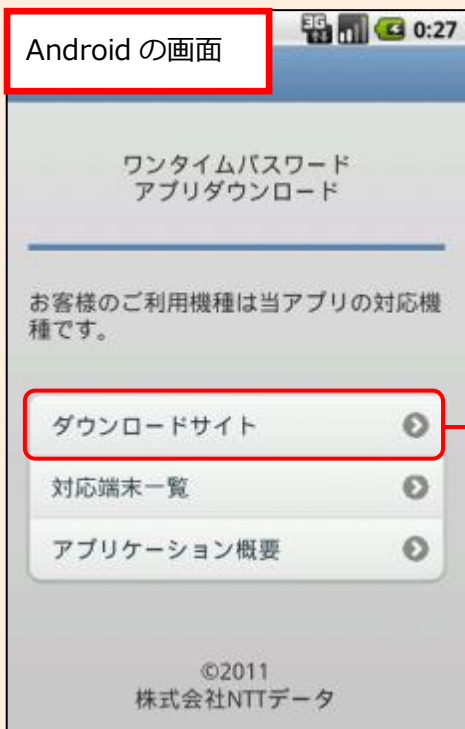 Android の画面
3G 0:27
ワンタイムパスワード
アプリダウンロード
お客様のご利用機種は当アプリの対応機
種です。
ダウンロードサイト
対応端末一覧
アプリケーション概要
©2011
株式会社NTTデータ